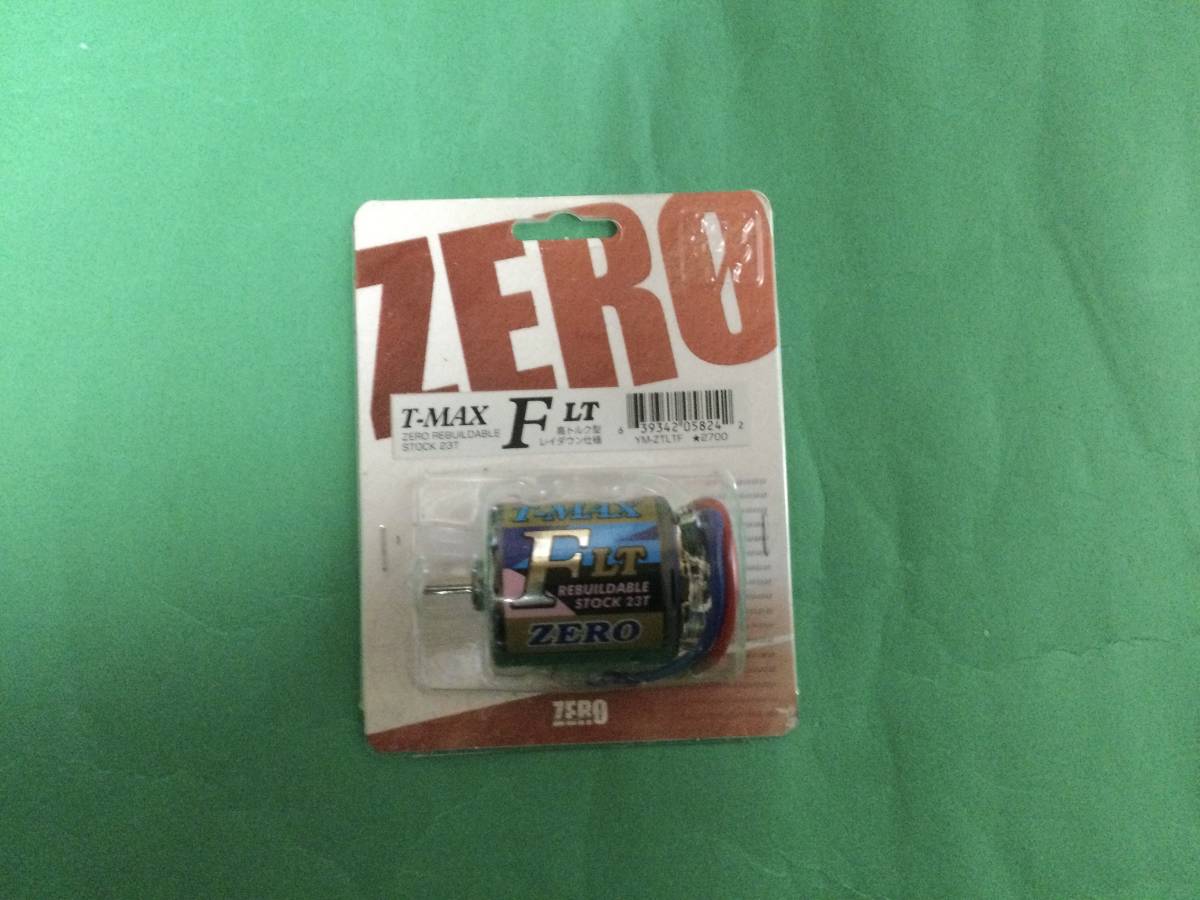 ZERO
T-MAX F LT
ZERO REBUILDABLE
STOCK 23T
高トルク型
レイダウン仕様
6 39342 05824 2
YM-ZTLTF ★2700
T-MAX
F LT
REBUILDABLE
STOCK 23T
ZERO
ZERO